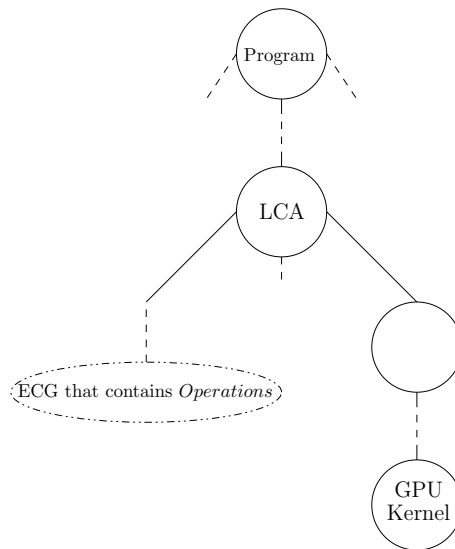 Program
LCA
ECG that contains Operations
GPU
Kernel